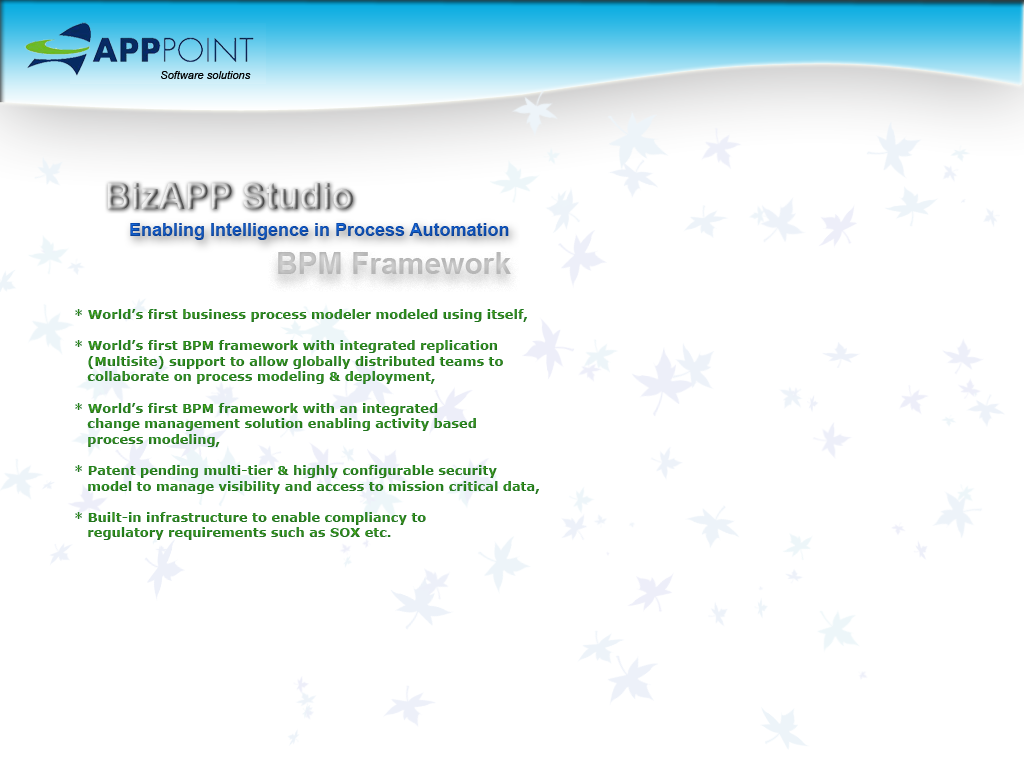 APPPOINT
Software solutions
BizAPP Studio
Enabling Intelligence in Process Automation
BPM Framework
* World’s first business process modeler modeled using itself,
* World’s first BPM framework with integrated replication
(Multisite) support to allow globally distributed teams to
collaborate on process modeling & deployment,
* World’s first BPM framework with an integrated
change management solution enabling activity based
process modeling,
* Patent pending multi-tier & highly configurable security
model to manage visibility and access to mission critical data,
* Built-in infrastructure to enable compliancy to
regulatory requirements such as SOX etc.